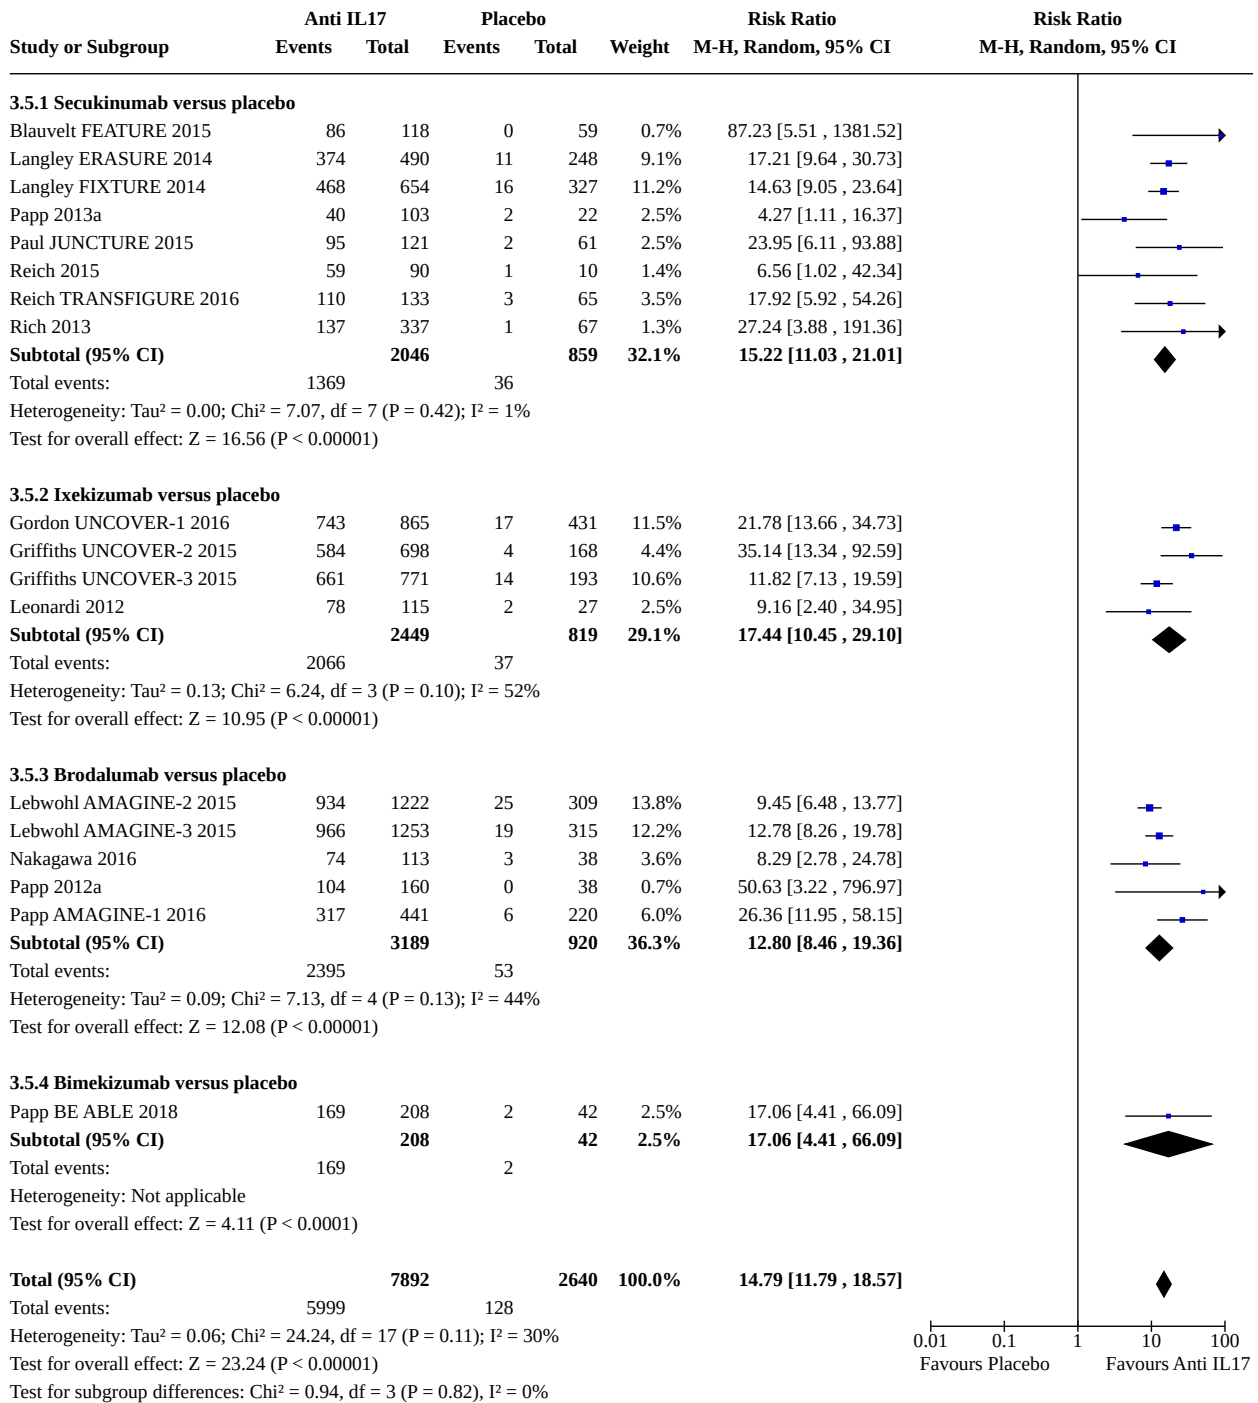 Anti IL17 Placebo Risk Ratio Risk Ratio
Study or Subgroup Events Total Events Total Weight M-H, Random, 95% CI M-H, Random, 95% CI
3.5.1 Secukinumab versus placebo
Blauvelt FEATURE 2015 86 118 0 59 0.7% 87.23 [5.51 , 1381.52]
Langley ERASURE 2014 374 490 11 248 9.1% 17.21 [9.64 , 30.73]
Langley FIXTURE 2014 468 654 16 327 11.2% 14.63 [9.05 , 23.64]
Papp 2013a 40 103 2 22 2.5% 4.27 [1.11 , 16.37]
Paul JUNCTURE 2015 95 121 2 61 2.5% 23.95 [6.11 , 93.88]
Reich 2015 59 90 1 10 1.4% 6.56 [1.02 , 42.34]
Reich TRANSFIGURE 2016 110 133 3 65 3.5% 17.92 [5.92 , 54.26]
Rich 2013 137 337 1 67 1.3% 27.24 [3.88 , 191.36]
Subtotal (95% CI) 2046 859 32.1% 15.22 [11.03 , 21.01]
Total events: 1369 36
Heterogeneity: Tau² = 0.00; Chi² = 7.07, df = 7 (P = 0.42); I² = 1%
Test for overall effect: Z = 16.56 (P < 0.00001)
3.5.2 Ixekizumab versus placebo
Gordon UNCOVER-1 2016 743 865 17 431 11.5% 21.78 [13.66 , 34.73]
Griffiths UNCOVER-2 2015 584 698 4 168 4.4% 35.14 [13.34 , 92.59]
Griffiths UNCOVER-3 2015 661 771 14 193 10.6% 11.82 [7.13 , 19.59]
Leonardi 2012 78 115 2 27 2.5% 9.16 [2.40 , 34.95]
Subtotal (95% CI) 2449 819 29.1% 17.44 [10.45 , 29.10]
Total events: 2066 37
Heterogeneity: Tau² = 0.13; Chi² = 6.24, df = 3 (P = 0.10); I² = 52%
Test for overall effect: Z = 10.95 (P < 0.00001)
3.5.3 Brodalumab versus placebo
Lebwohl AMAGINE-2 2015 934 1222 25 309 13.8% 9.45 [6.48 , 13.77]
Lebwohl AMAGINE-3 2015 966 1253 19 315 12.2% 12.78 [8.26 , 19.78]
Nakagawa 2016 74 113 3 38 3.6% 8.29 [2.78 , 24.78]
Papp 2012a 104 160 0 38 0.7% 50.63 [3.22 , 796.97]
Papp AMAGINE-1 2016 317 441 6 220 6.0% 26.36 [11.95 , 58.15]
Subtotal (95% CI) 3189 920 36.3% 12.80 [8.46 , 19.36]
Total events: 2395 53
Heterogeneity: Tau² = 0.09; Chi² = 7.13, df = 4 (P = 0.13); I² = 44%
Test for overall effect: Z = 12.08 (P < 0.00001)
3.5.4 Bimekizumab versus placebo
Papp BE ABLE 2018 169 208 2 42 2.5% 17.06 [4.41 , 66.09]
Subtotal (95% CI) 208 42 2.5% 17.06 [4.41 , 66.09]
Total events: 169 2
Heterogeneity: Not applicable
Test for overall effect: Z = 4.11 (P < 0.0001)
Total (95% CI) 7892 2640 100.0% 14.79 [11.79 , 18.57]
Total events: 5999 128
Heterogeneity: Tau² = 0.06; Chi² = 24.24, df = 17 (P = 0.11); I² = 30%
0.01 0.1 1 10 100
Test for overall effect: Z = 23.24 (P < 0.00001)
Favours Placebo Favours Anti IL17
Test for subgroup differences: Chi² = 0.94, df = 3 (P = 0.82), I² = 0%